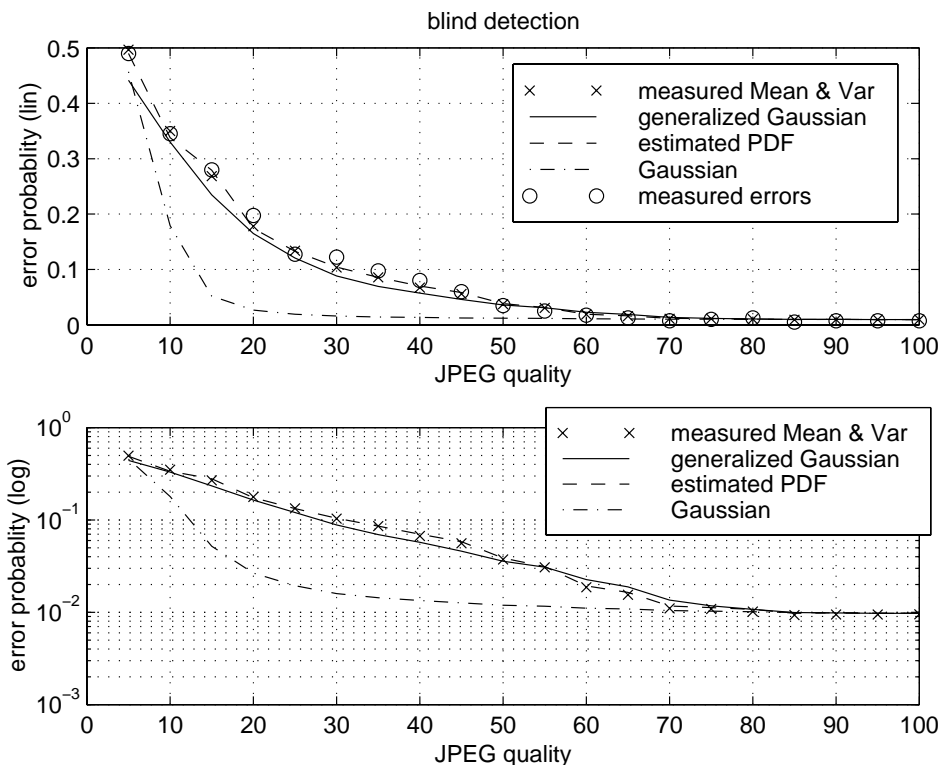 blind detection
0.5
0.4
0.3
0.2
0.1
0
error probablity (lin)
measured Mean & Var
generalized Gaussian
estimated PDF
Gaussian
measured errors
0 10 20 30 40 50 60 70 80 90 100
JPEG quality
10^0
10^-1
10^-2
10^-3
error probablity (log)
measured Mean & Var
generalized Gaussian
estimated PDF
Gaussian
0 10 20 30 40 50 60 70 80 90 100
JPEG quality